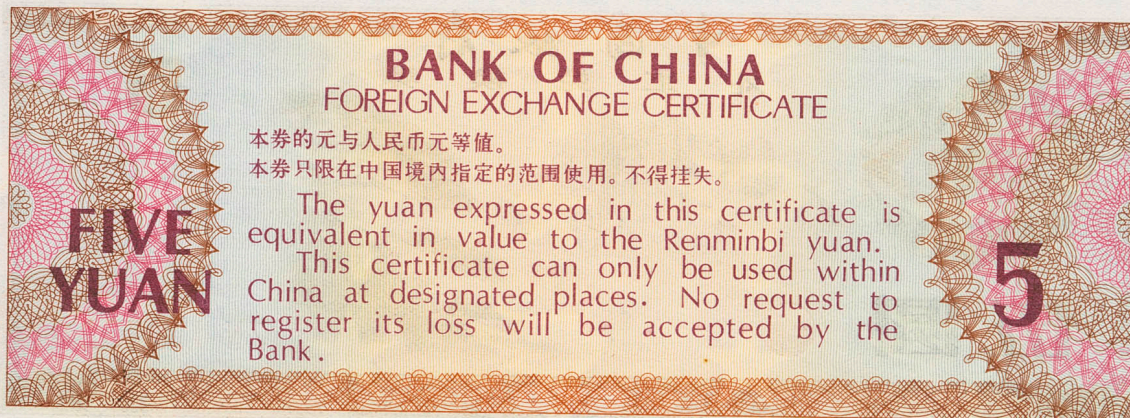 BANK OF CHINA
FOREIGN EXCHANGE CERTIFICATE
本券的元与人民币元等值。
本券只限在中国境内指定的范围使用。不得挂失。
The yuan expressed in this certificate is
equivalent in value to the Renminbi yuan.
This certificate can only be used within
China at designated places. No request to
register its loss will be accepted by the
Bank.
FIVE
YUAN
5